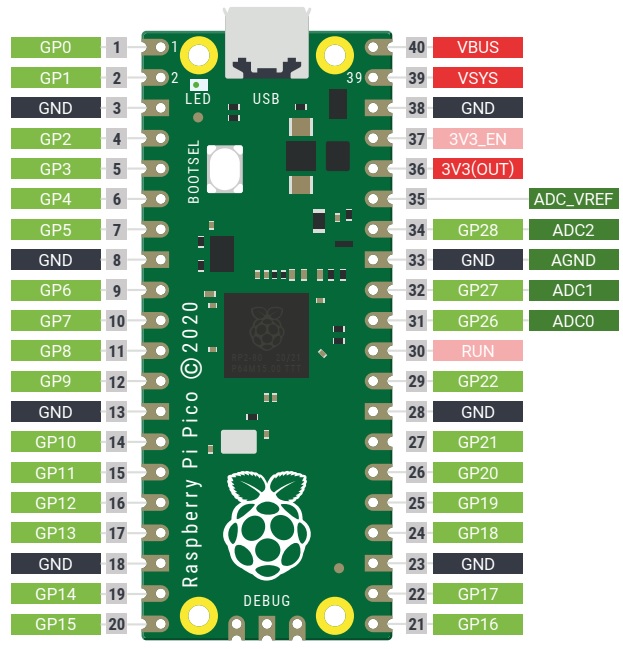 GP0 1 1 40 VBUS
GP1 2 2 39 39 VSYS
GND 3 LED USB 38 GND
GP2 4 37 3V3_EN
GP3 5 BOOTSEL 36 3V3(OUT)
GP4 6 35 ADC_VREF
GP5 7 34 GP28 ADC2
GND 8 33 GND AGND
GP6 9 32 GP27 ADC1
GP7 10 31 GP26 ADC0
GP8 11 30 RUN
GP9 12 29 GP22
GND 13 28 GND
GP10 14 27 GP21
GP11 15 26 GP20
GP12 16 25 GP19
GP13 17 24 GP18
GND 18 23 GND
GP14 19 22 GP17
GP15 20 21 GP16
Raspberry Pi Pico ©2020
DEBUG